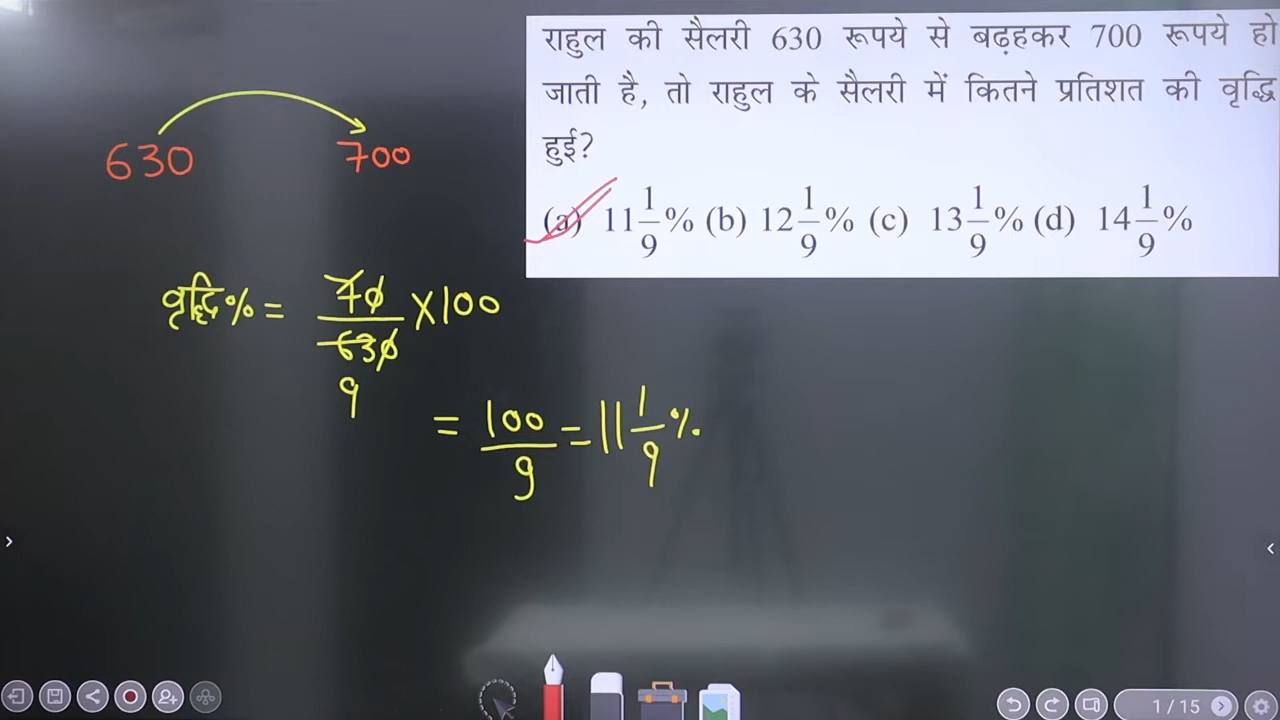 राहुल की सैलरी 630 रूपये से बढ़हकर 700 रूपये हो
जाती है, तो राहुल के सैलरी में कितने प्रतिशत की वृद्धि
हुई?
(a) 11 1/9 % (b) 12 1/9 % (c) 13 1/9 % (d) 14 1/9 %
630 700
वृद्धि % = 70/630 × 100
9
= 100/9 = 11 1/9 %
1 / 15